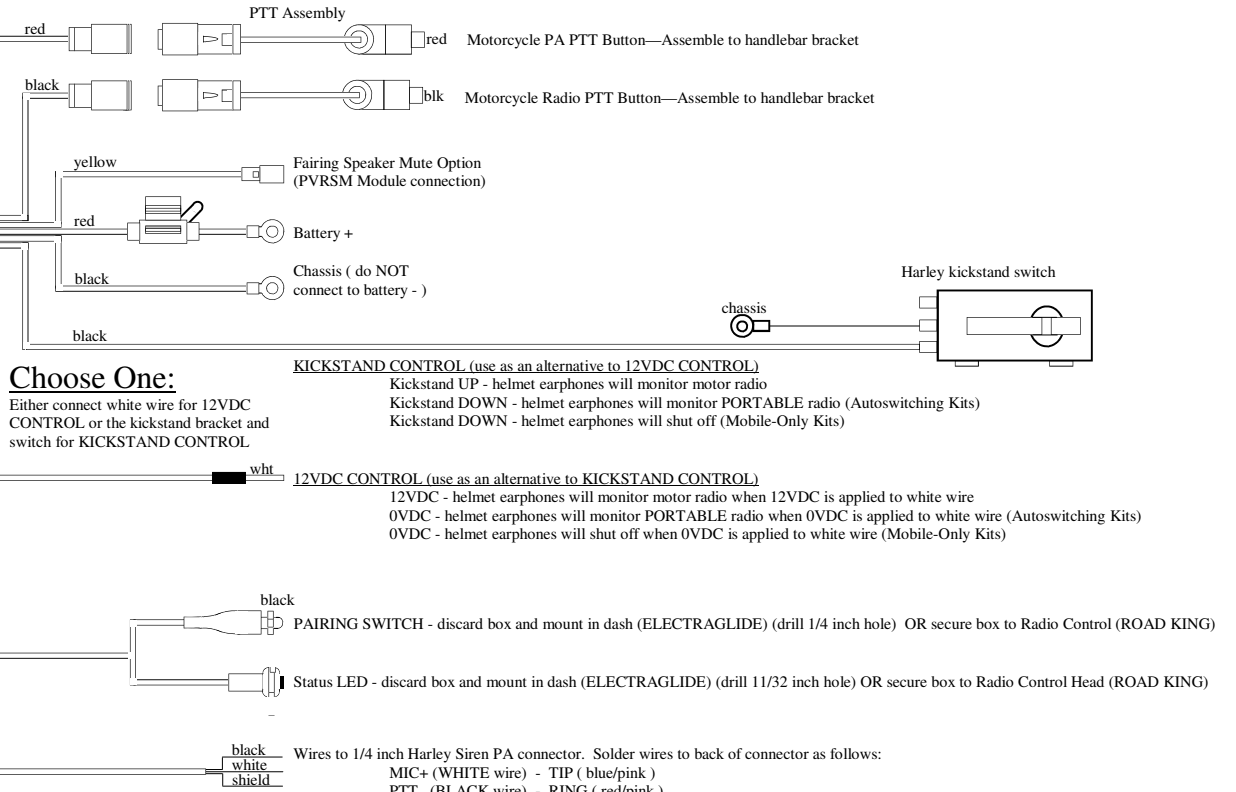 PTT Assembly
red
red
Motorcycle PA PTT Button—Assemble to handlebar bracket
black
blk
Motorcycle Radio PTT Button—Assemble to handlebar bracket
yellow
Fairing Speaker Mute Option
(PVRSM Module connection)
red
Battery +
black
Chassis ( do NOT
connect to battery - )
Harley kickstand switch
chassis
black
KICKSTAND CONTROL (use as an alternative to 12VDC CONTROL)
Kickstand UP - helmet earphones will monitor motor radio
Kickstand DOWN - helmet earphones will monitor PORTABLE radio (Autoswitching Kits)
Kickstand DOWN - helmet earphones will shut off (Mobile-Only Kits)
Choose One:
Either connect white wire for 12VDC
CONTROL or the kickstand bracket and
switch for KICKSTAND CONTROL
wht
12VDC CONTROL (use as an alternative to KICKSTAND CONTROL)
12VDC - helmet earphones will monitor motor radio when 12VDC is applied to white wire
0VDC - helmet earphones will monitor PORTABLE radio when 0VDC is applied to white wire (Autoswitching Kits)
0VDC - helmet earphones will shut off when 0VDC is applied to white wire (Mobile-Only Kits)
black
PAIRING SWITCH - discard box and mount in dash (ELECTRAGLIDE) (drill 1/4 inch hole)  OR secure box to Radio Control (ROAD KING)
Status LED - discard box and mount in dash (ELECTRAGLIDE) (drill 11/32 inch hole) OR secure box to Radio Control Head (ROAD KING)
black
white
shield
Wires to 1/4 inch Harley Siren PA connector.  Solder wires to back of connector as follows:
MIC+ (WHITE wire)  -  TIP ( blue/pink )
PTT   (BLACK wire)  -  RING ( red/pink )